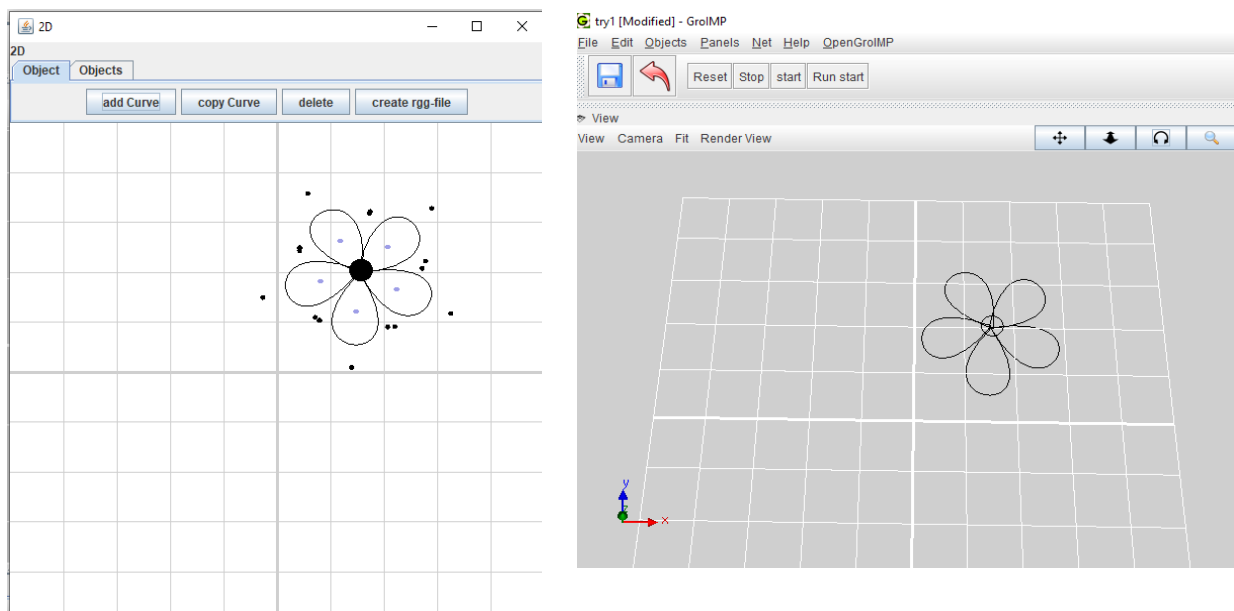 2D
2D
Object Objects
add Curve copy Curve delete create rgg-file
try1 [Modified] - GroIMP
File Edit Objects Panels Net Help OpenGroIMP
Reset Stop start Run start
View
View Camera Fit Render View
y
z
x